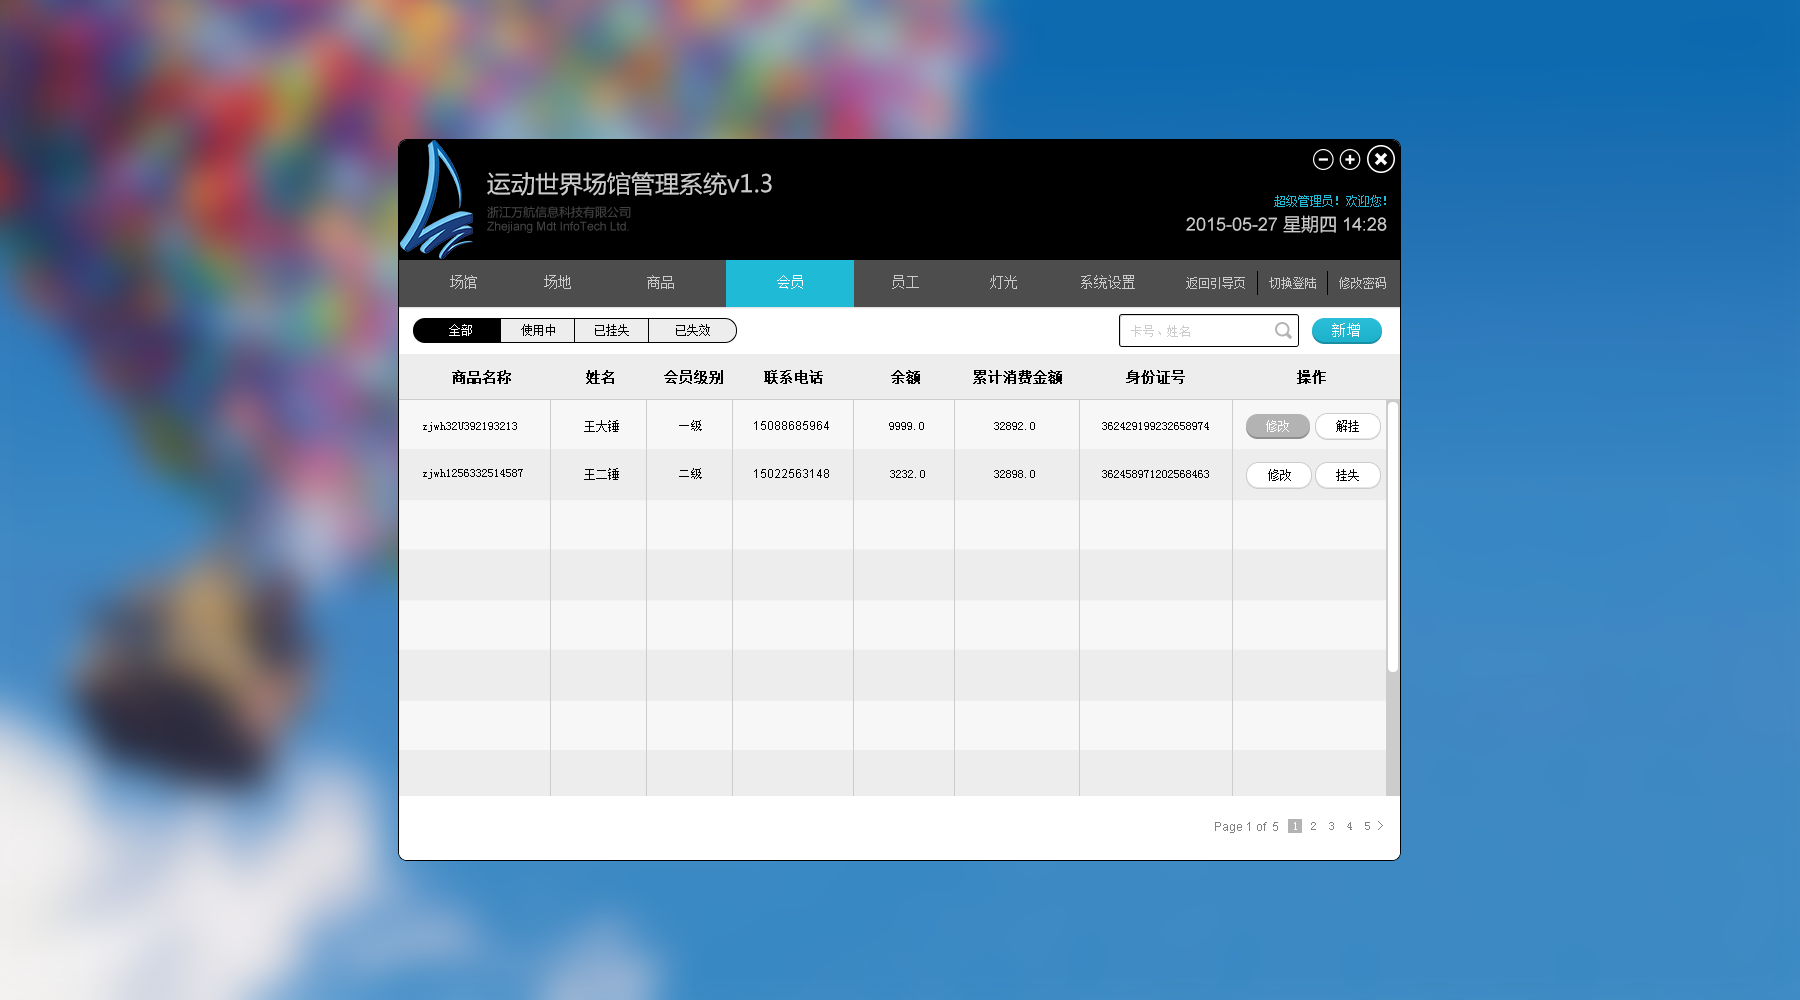 运动世界场馆管理系统v1.3
浙江万航信息科技有限公司
Zhejiang Mdt InfoTech Ltd.
超级管理员！欢迎您！
2015-05-27 星期四 14:28
场馆 场地 商品 会员 员工 灯光 系统设置 返回引导页 切换登陆 修改密码
全部 使用中 已挂失 已失效 卡号、姓名 新增
商品名称 姓名 会员级别 联系电话 余额 累计消费金额 身份证号 操作
zjwh32U392193213 王大锤 一级 15088685964 9999.0 32892.0 362429199232658974 修改 解挂
zjwh1256332514587 王二锤 二级 15022563148 3232.0 32898.0 362458971202568463 修改 挂失
Page 1 of 5 1 2 3 4 5